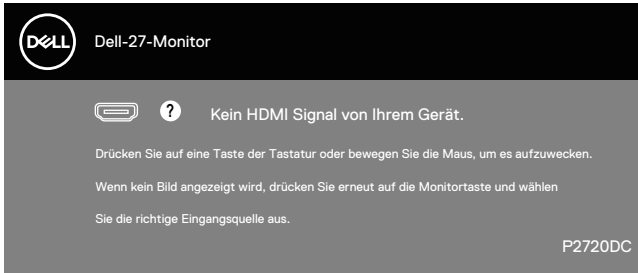 DELL
Dell-27-Monitor
?
Kein HDMI Signal von Ihrem Gerät.
Drücken Sie auf eine Taste der Tastatur oder bewegen Sie die Maus, um es aufzuwecken.
Wenn kein Bild angezeigt wird, drücken Sie erneut auf die Monitortaste und wählen
Sie die richtige Eingangsquelle aus.
P2720DC